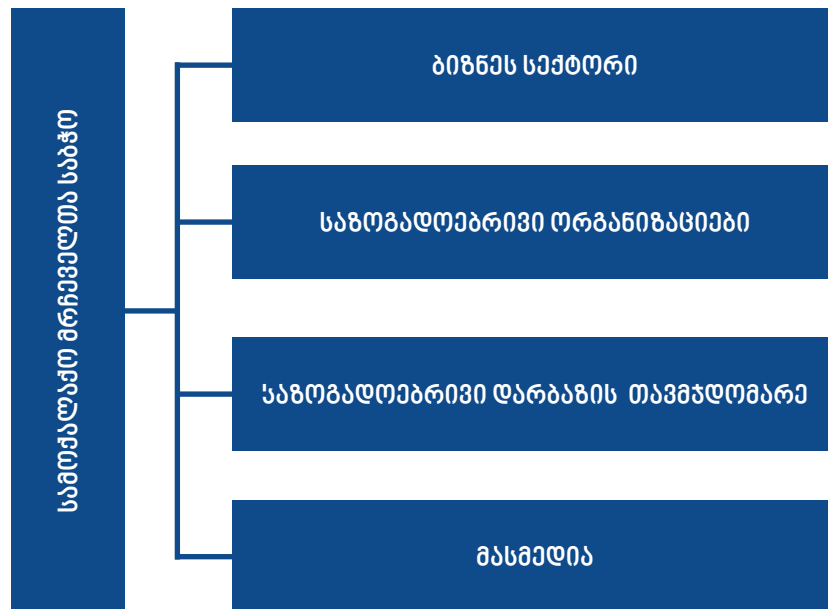 სამოქალაქო მრჩეველთა საბჭო
ბიზნეს სექტორი
საზოგადოებრივი ორგანიზაციები
საზოგადოებრივი დარბაზის თავმჯდომარე
მასმედია